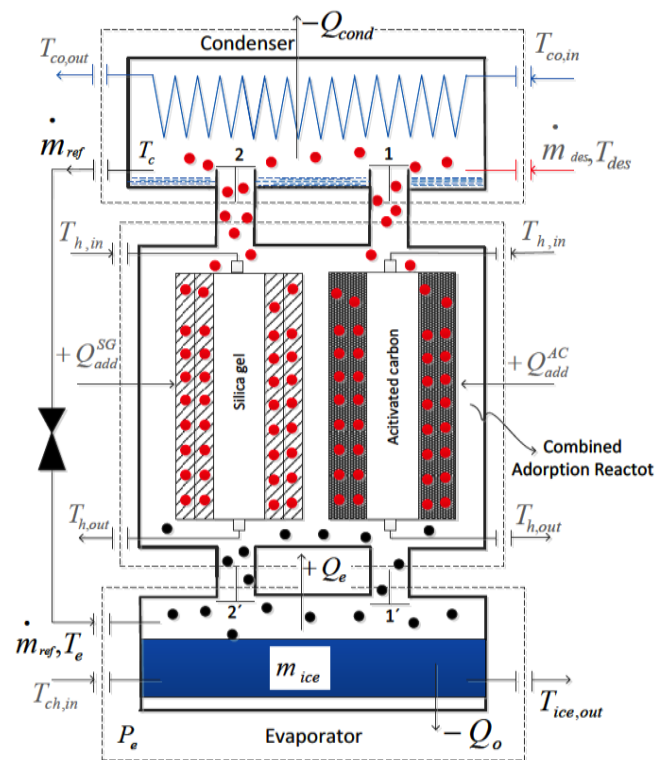 Condenser
-Q_cond
T_co,out
T_co,in
ṁ_ref
T_c
2
1
ṁ_des, T_des
T_h,in
T_h,in
+Q_add^SG
Silica gel
Acitivated carbon
+Q_add^AC
Combined
Adorption Reactot
T_h,out
T_h,out
+Q_e
2´
1´
ṁ_ref, T_e
m_ice
T_ch,in
T_ice,out
P_e
Evaporator
-Q_o